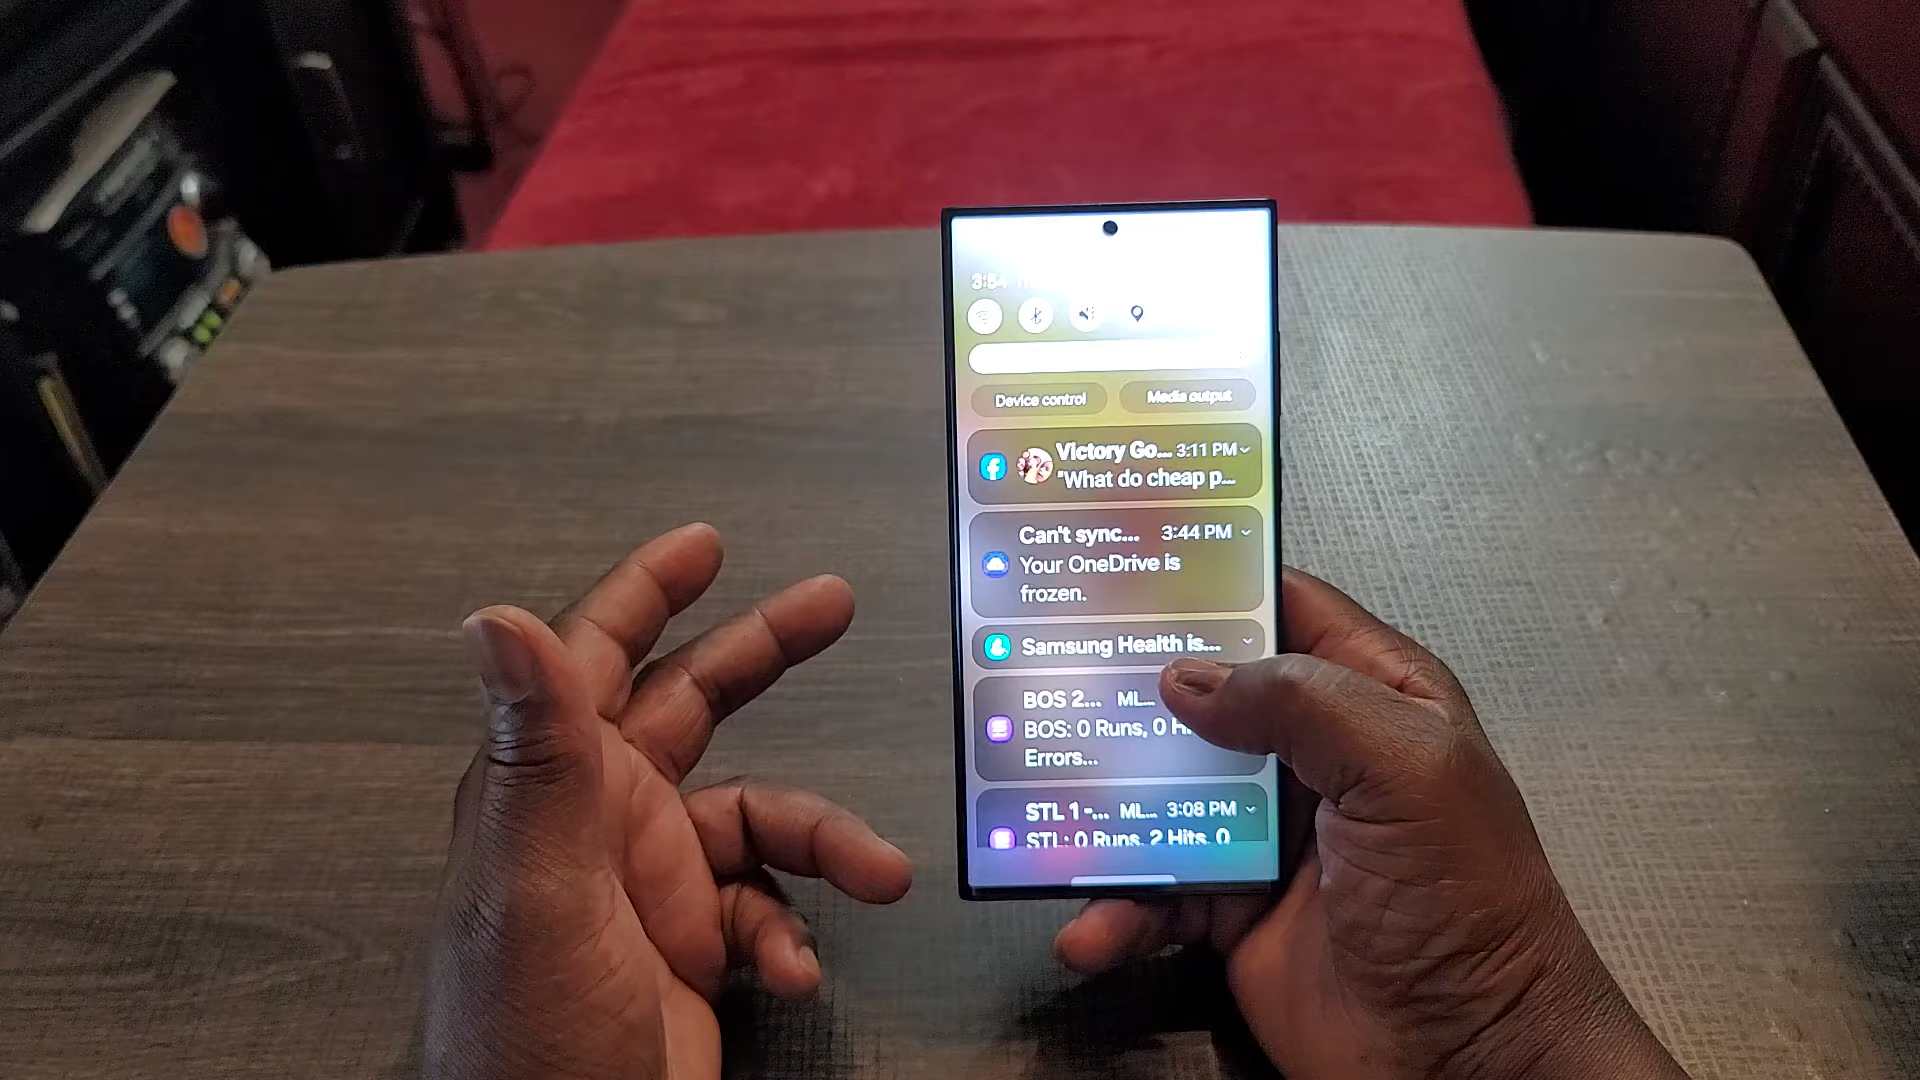 3:54
Device control
Media output
Victory Go... 3:11 PM
"What do cheap p...
Can't sync... 3:44 PM
Your OneDrive is
frozen.
Samsung Health is...
BOS 2... ML...
BOS: 0 Runs, 0 H
Errors...
STL 1 -... ML... 3:08 PM
STL: 0 Runs, 2 Hits, 0